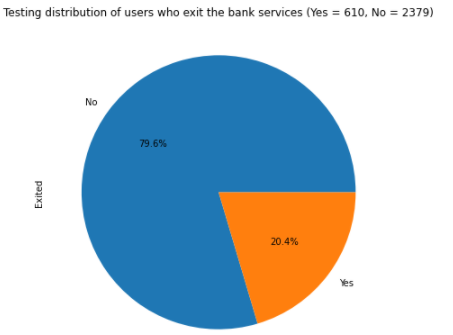 Testing distribution of users who exit the bank services (Yes = 610, No = 2379)
No
79.6%
Exited
20.4%
Yes